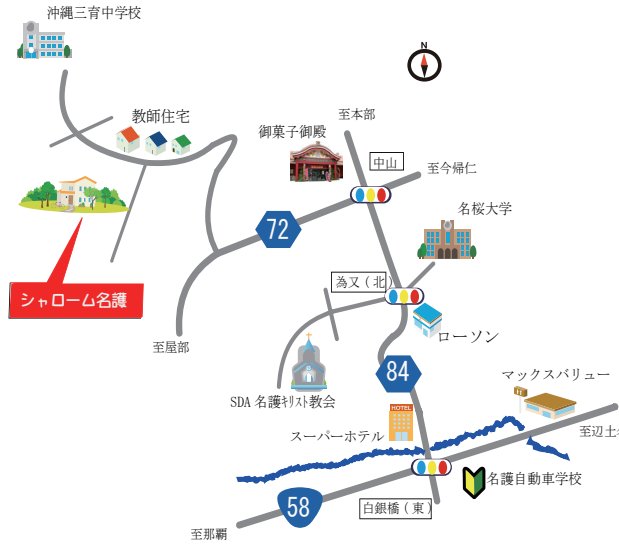 沖縄三育中学校
N
教師住宅
至本部
御菓子御殿
中山
至今帰仁
名桜大学
72
シャローム名護
為又(北)
至屋部
ローソン
84
SDA 名護ｷﾘｽﾄ教会
マックスバリュー
HOTEL
スーパーホテル
至辺土
名護自動車学校
58
白銀橋(東)
至那覇